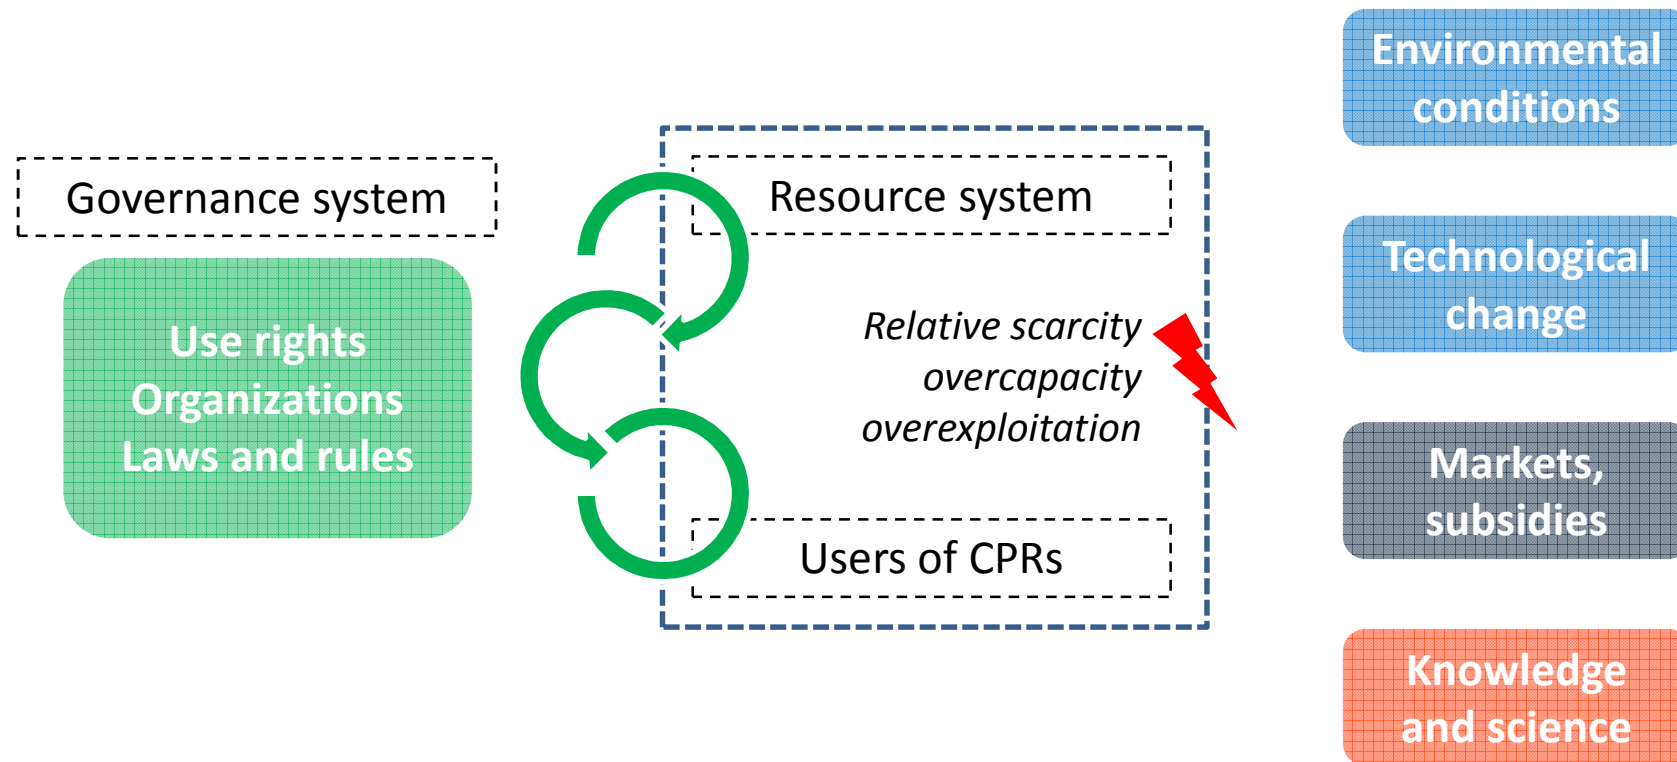 Governance system
Use rights
Organizations
Laws and rules
Resource system
Relative scarcity
overcapacity
overexploitation
Users of CPRs
Environmental
conditions
Technological
change
Markets,
subsidies
Knowledge
and science